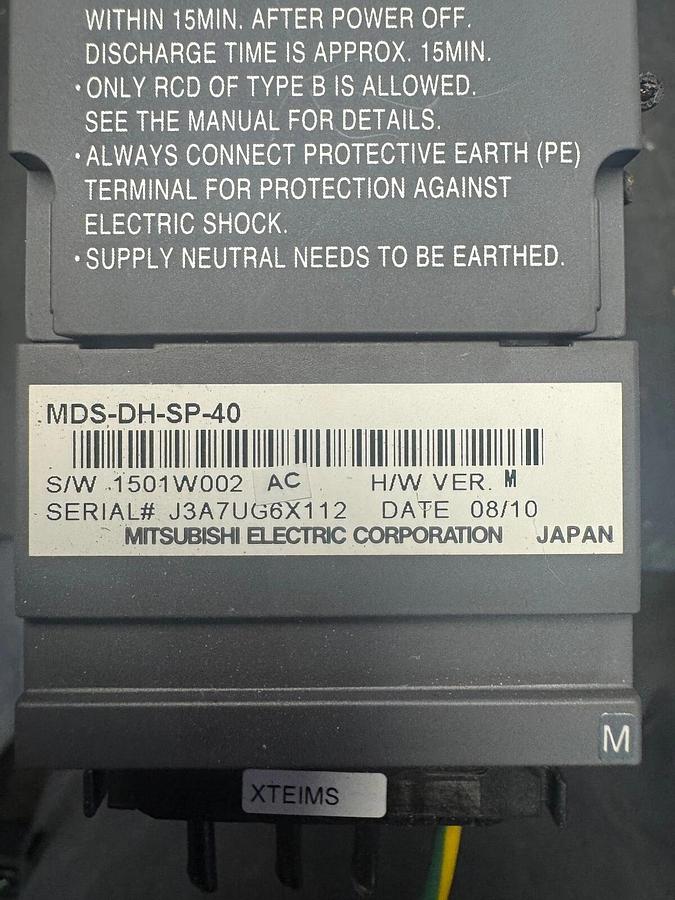 WITHIN 15MIN. AFTER POWER OFF.
DISCHARGE TIME IS APPROX. 15MIN.
•ONLY RCD OF TYPE B IS ALLOWED.
SEE THE MANUAL FOR DETAILS.
•ALWAYS CONNECT PROTECTIVE EARTH (PE)
TERMINAL FOR PROTECTION AGAINST
ELECTRIC SHOCK.
•SUPPLY NEUTRAL NEEDS TO BE EARTHED.
MDS-DH-SP-40
S/W 1501W002 AC H/W VER. M
SERIAL# J3A7UG6X112 DATE 08/10
MITSUBISHI ELECTRIC CORPORATION JAPAN
M
XTEIMS